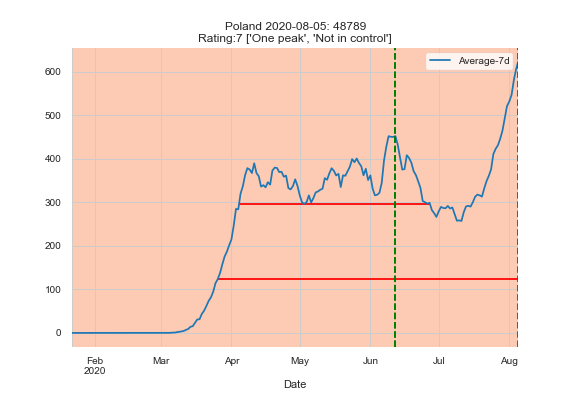 Poland 2020-08-05: 48789
Rating:7 ['One peak', 'Not in control']
Average-7d
600
500
400
300
200
100
0
Feb Mar Apr May Jun Jul Aug
2020
Date